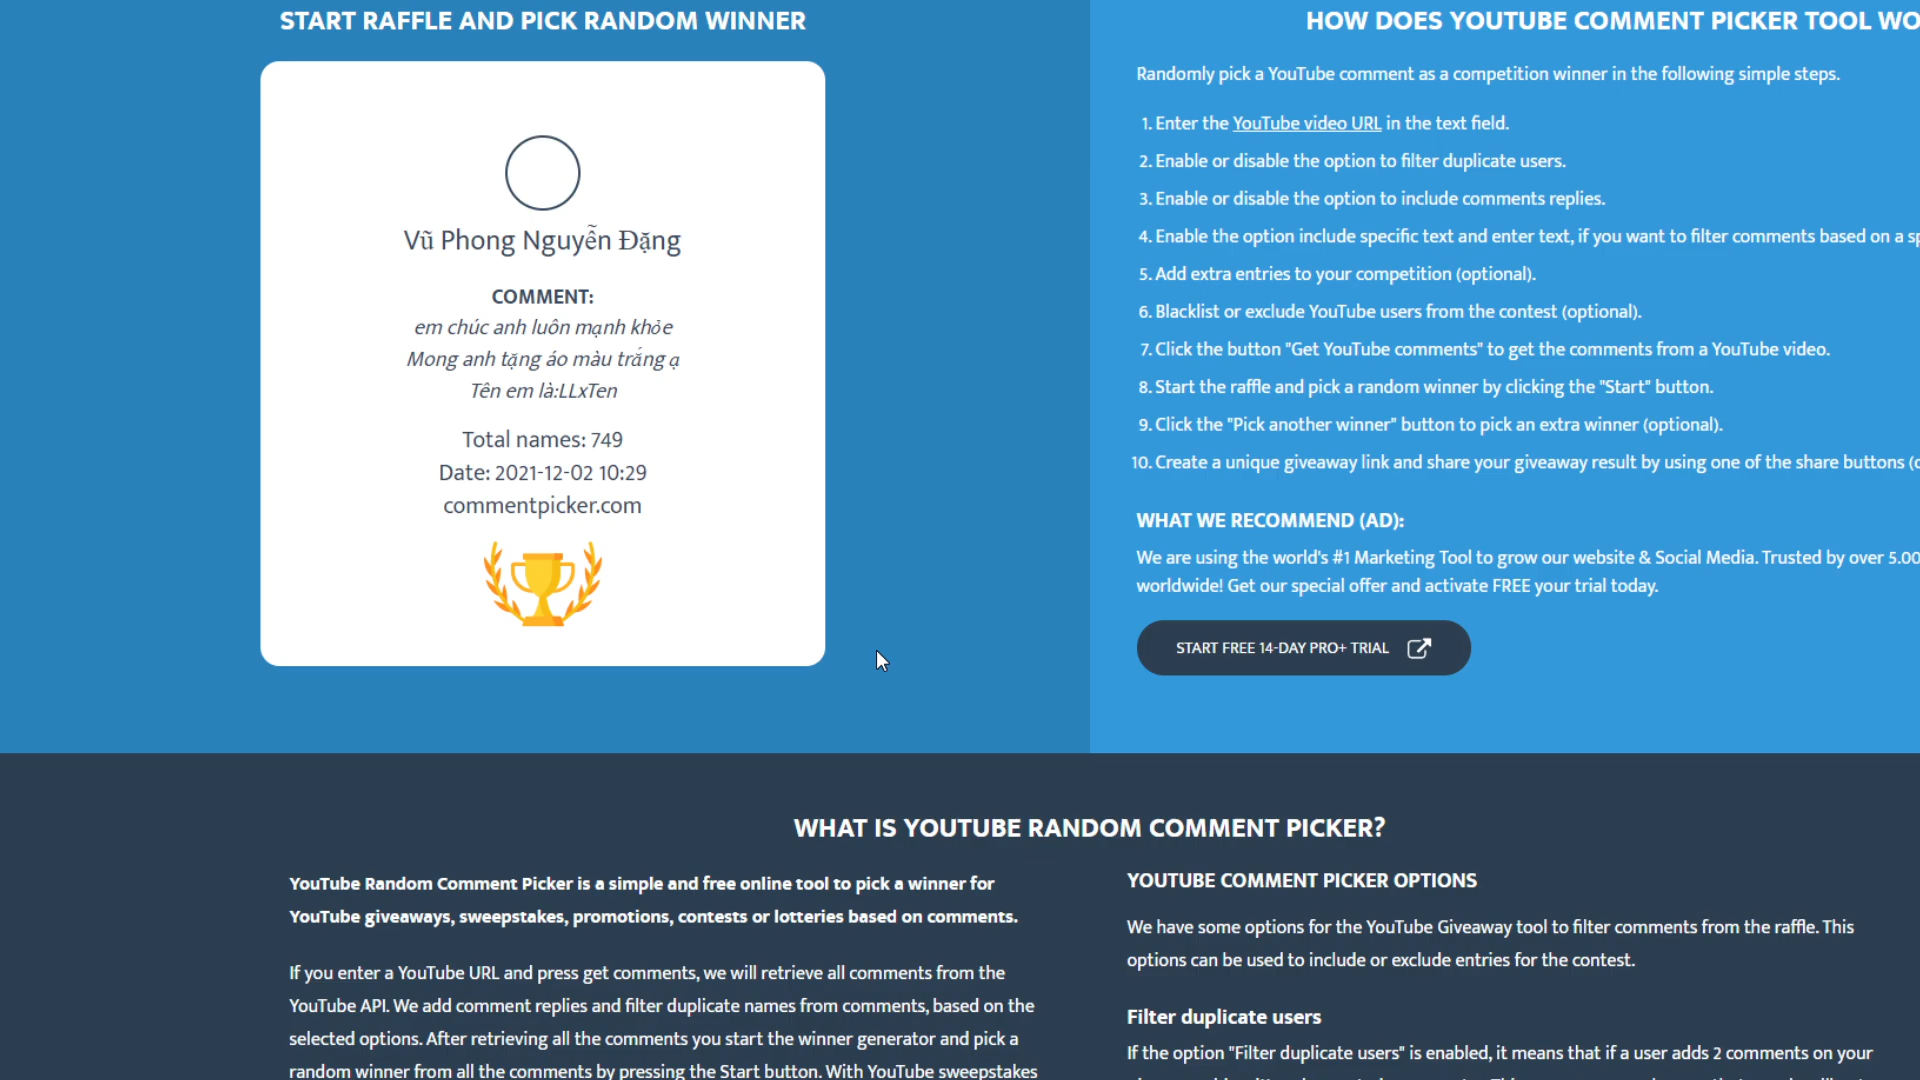 START RAFFLE AND PICK RANDOM WINNER
Vũ Phong Nguyễn Đặng
COMMENT:
em chúc anh luôn mạnh khỏe
Mong anh tặng áo màu trắng ạ
Tên em là:LLxTen
Total names: 749
Date: 2021-12-02 10:29
commentpicker.com
HOW DOES YOUTUBE COMMENT PICKER TOOL WO
Randomly pick a YouTube comment as a competition winner in the following simple steps.
1. Enter the YouTube video URL in the text field.
2. Enable or disable the option to filter duplicate users.
3. Enable or disable the option to include comments replies.
4. Enable the option include specific text and enter text, if you want to filter comments based on a sp
5. Add extra entries to your competition (optional).
6. Blacklist or exclude YouTube users from the contest (optional).
7. Click the button "Get YouTube comments" to get the comments from a YouTube video.
8. Start the raffle and pick a random winner by clicking the "Start" button.
9. Click the "Pick another winner" button to pick an extra winner (optional).
10. Create a unique giveaway link and share your giveaway result by using one of the share buttons (o
WHAT WE RECOMMEND (AD):
We are using the world's #1 Marketing Tool to grow our website & Social Media. Trusted by over 5.00
worldwide! Get our special offer and activate FREE your trial today.
START FREE 14-DAY PRO+ TRIAL
WHAT IS YOUTUBE RANDOM COMMENT PICKER?
YouTube Random Comment Picker is a simple and free online tool to pick a winner for
YouTube giveaways, sweepstakes, promotions, contests or lotteries based on comments.
If you enter a YouTube URL and press get comments, we will retrieve all comments from the
YouTube API. We add comment replies and filter duplicate names from comments, based on the
selected options. After retrieving all the comments you start the winner generator and pick a
random winner from all the comments by pressing the Start button. With YouTube sweepstakes
YOUTUBE COMMENT PICKER OPTIONS
We have some options for the YouTube Giveaway tool to filter comments from the raffle. This
options can be used to include or exclude entries for the contest.
Filter duplicate users
If the option "Filter duplicate users" is enabled, it means that if a user adds 2 comments on your